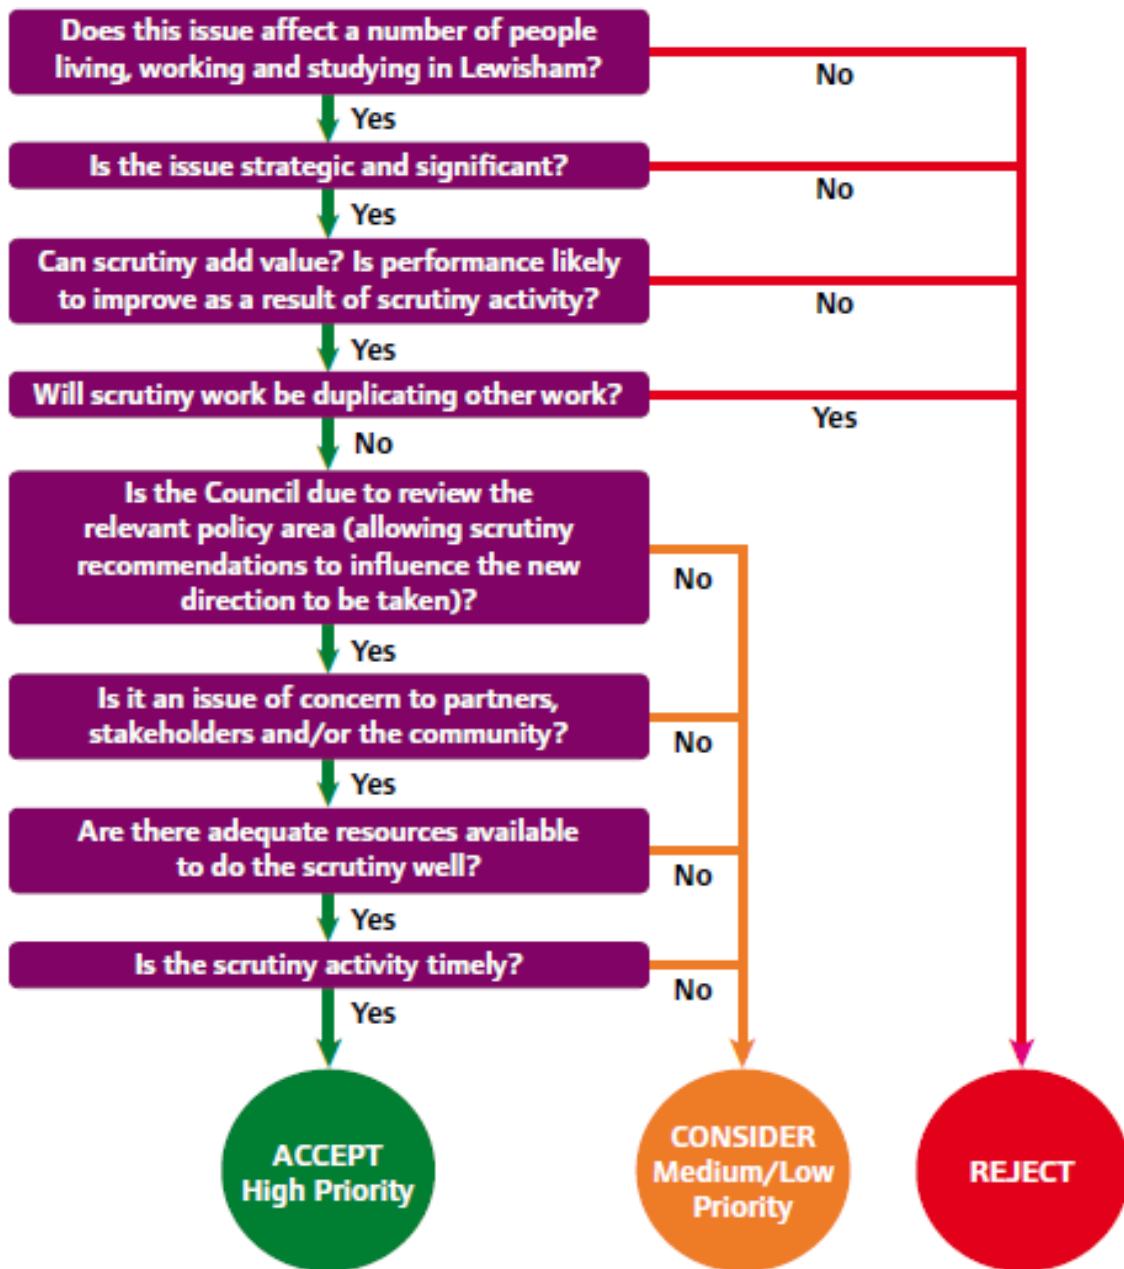 Does this issue affect a number of people
living, working and studying in Lewisham?
No
Yes
Is the issue strategic and significant?
No
Yes
Can scrutiny add value? Is performance likely
to improve as a result of scrutiny activity?
No
Yes
Will scrutiny work be duplicating other work?
Yes
No
Is the Council due to review the
relevant policy area (allowing scrutiny
recommendations to influence the new
direction to be taken)?
No
Yes
Is it an issue of concern to partners,
stakeholders and/or the community?
No
Yes
Are there adequate resources available
to do the scrutiny well?
No
Yes
Is the scrutiny activity timely?
No
Yes
ACCEPT
High Priority
CONSIDER
Medium/Low
Priority
REJECT